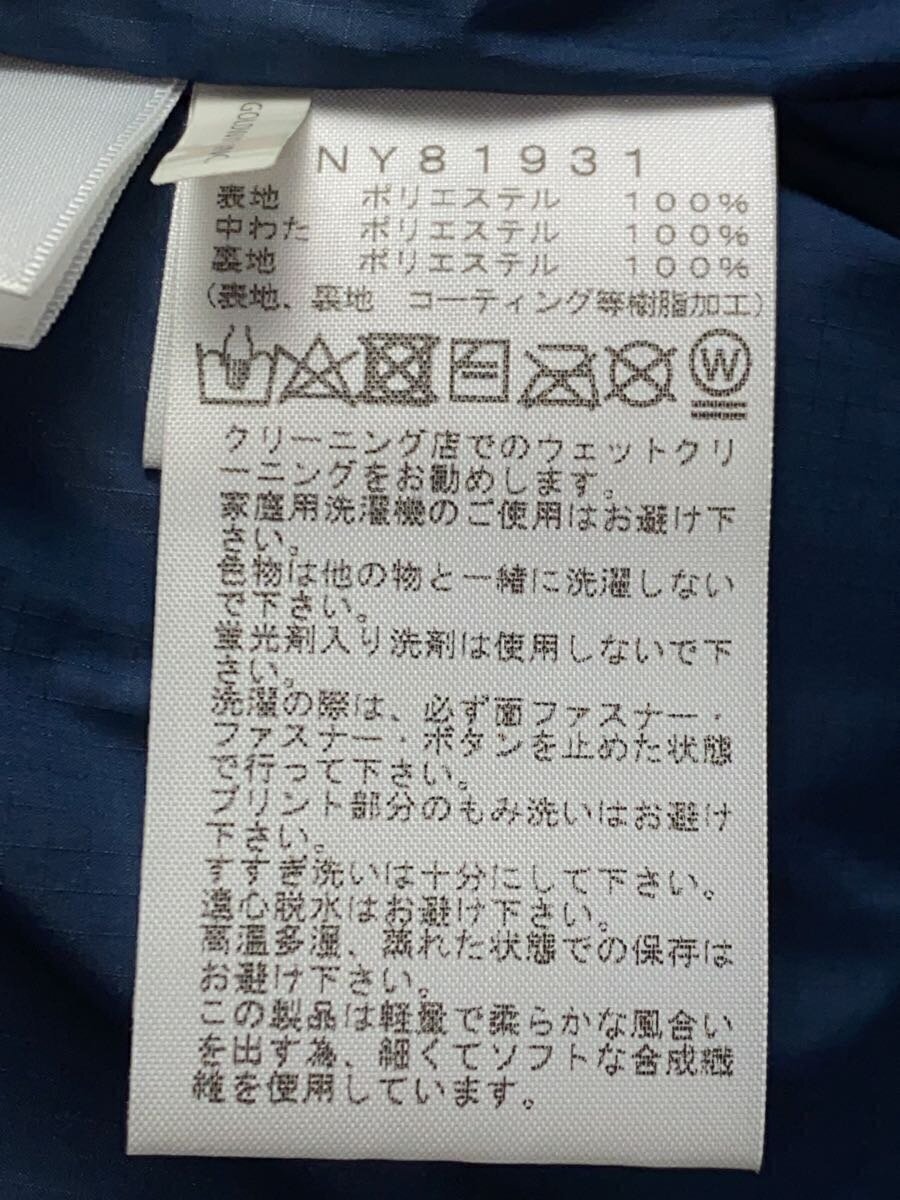 GOLDWIN INC.
NY81931
表地 ポリエステル 100%
中わた ポリエステル 100%
裏地 ポリエステル 100%
(表地、裏地 コーティング等樹脂加工)
W
クリーニング店でのウェットクリ
ーニングをお勧めします。
家庭用洗濯機のご使用はお避け下
さい。
色物は他の物と一緒に洗濯しない
で下さい。
蛍光剤入り洗剤は使用しないで下
さい。
洗濯の際は、必ず面ファスナー・
ファスナー・ボタンを止めた状態
で行って下さい。
プリント部分のもみ洗いはお避け
下さい。
すすぎ洗いは十分にして下さい。
遠心脱水はお避け下さい。
高温多湿、蒸れた状態での保存は
お避け下さい。
この製品は軽量で柔らかな風合い
を出す為、細くてソフトな合成繊
維を使用しています。